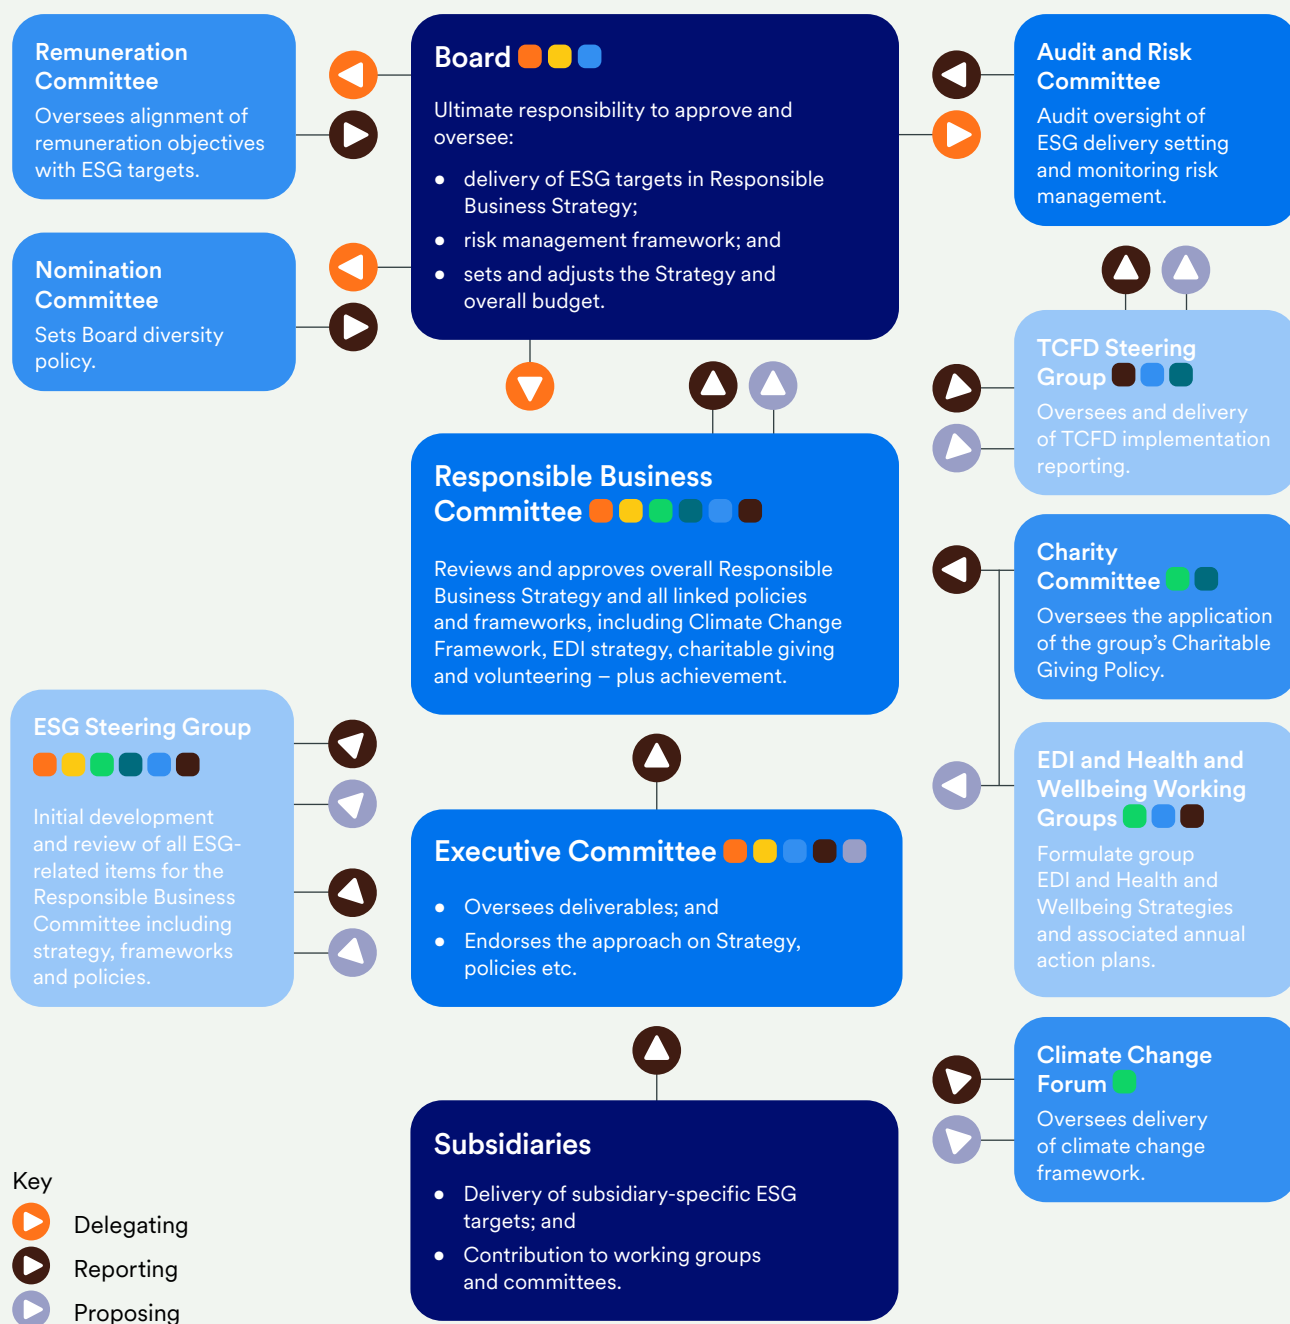 Remuneration
Committee
Oversees alignment of
remuneration objectives
with ESG targets.
Nomination
Committee
Sets Board diversity
policy.
Board
Ultimate responsibility to approve and
oversee:
• delivery of ESG targets in Responsible
Business Strategy;
• risk management framework; and
• sets and adjusts the Strategy and
overall budget.
Audit and Risk
Committee
Audit oversight of
ESG delivery setting
and monitoring risk
management.
TCFD Steering
Group
Oversees and delivery
of TCFD implementation
reporting.
Responsible Business
Committee
Reviews and approves overall Responsible
Business Strategy and all linked policies
and frameworks, including Climate Change
Framework, EDI strategy, charitable giving
and volunteering – plus achievement.
Charity
Committee
Oversees the application
of the group's Charitable
Giving Policy.
ESG Steering Group
Initial development
and review of all ESG-
related items for the
Responsible Business
Committee including
strategy, frameworks
and policies.
Executive Committee
• Oversees deliverables; and
• Endorses the approach on Strategy,
policies etc.
EDI and Health and
Wellbeing Working
Groups
Formulate group
EDI and Health and
Wellbeing Strategies
and associated annual
action plans.
Climate Change
Forum
Oversees delivery
of climate change
framework.
Subsidiaries
• Delivery of subsidiary-specific ESG
targets; and
• Contribution to working groups
and committees.
Key
Delegating
Reporting
Proposing